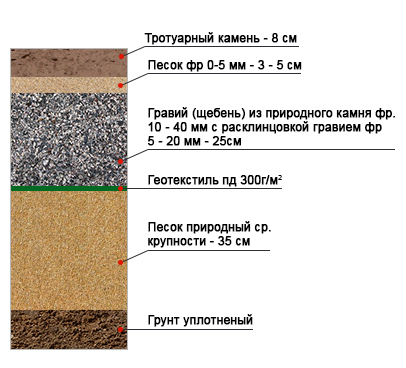 Тротуарный камень - 8 см
Песок фр 0-5 мм - 3 - 5 см
Гравий (щебень) из природного камня фр.
10 - 40 мм с расклинцовкой гравием фр
5 - 20 мм - 25см
Геотекстиль пд 300г/м²
Песок природный ср.
крупности - 35 см
Грунт уплотненый